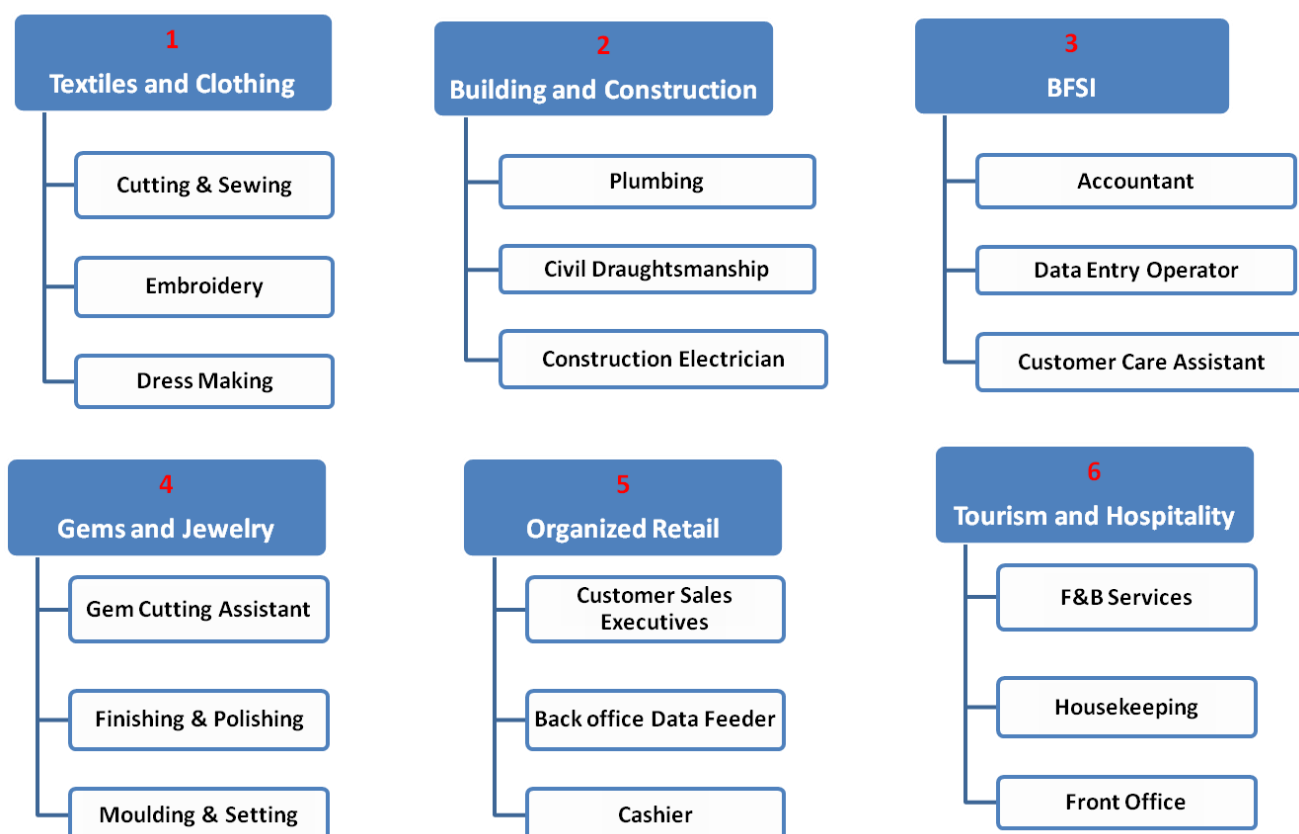 1
Textiles and Clothing
Cutting & Sewing
Embroidery
Dress Making
2
Building and Construction
Plumbing
Civil Draughtsmanship
Construction Electrician
3
BFSI
Accountant
Data Entry Operator
Customer Care Assistant
4
Gems and Jewelry
Gem Cutting Assistant
Finishing & Polishing
Moulding & Setting
5
Organized Retail
Customer Sales
Executives
Back office Data Feeder
Cashier
6
Tourism and Hospitality
F&B Services
Housekeeping
Front Office